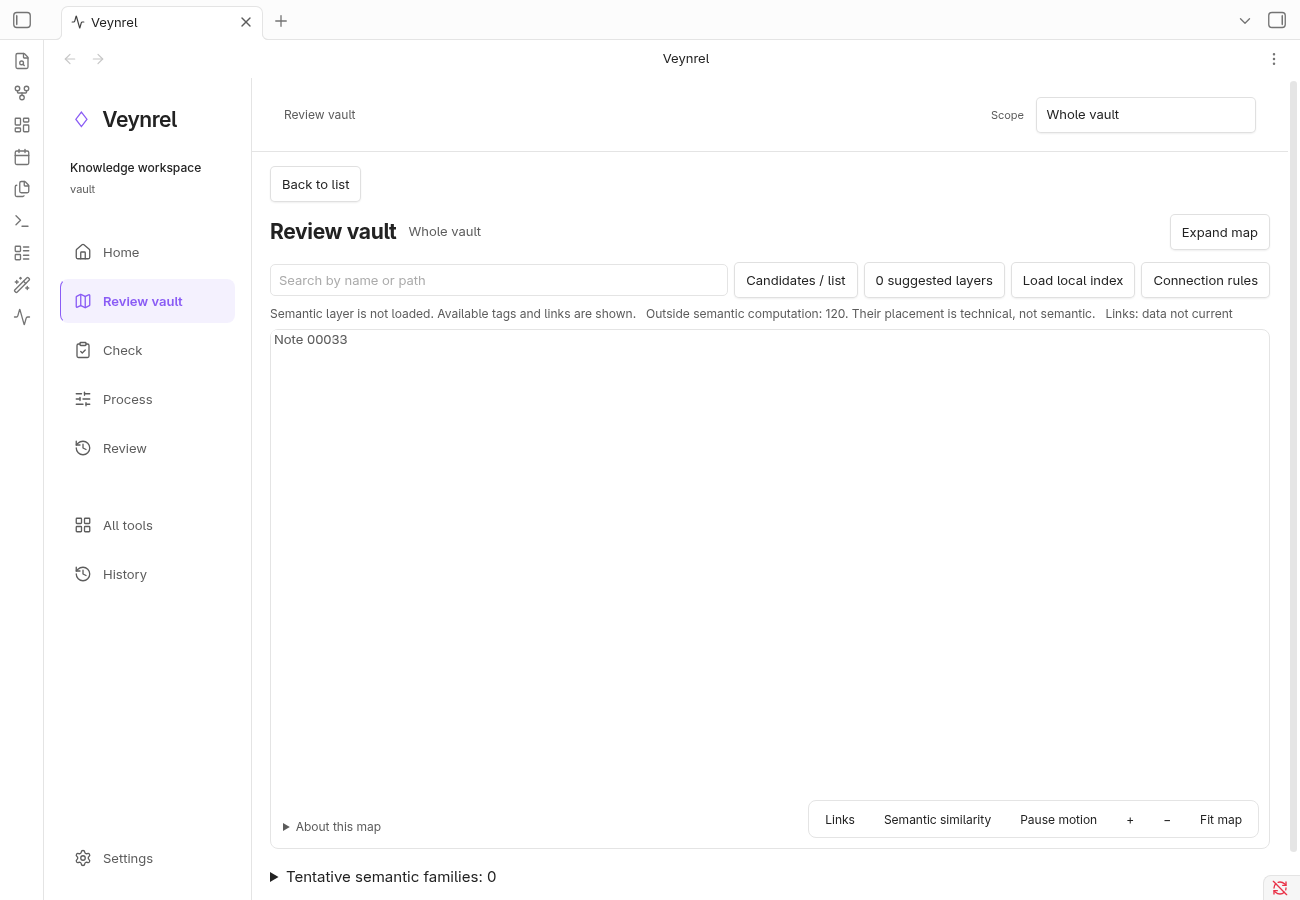 Veynrel
Veynrel
Veynrel
Knowledge workspace
vault
Home
Review vault
Check
Process
Review
All tools
History
Settings
Review vault
Scope
Whole vault
Back to list
Review vault
Whole vault
Expand map
Search by name or path
Candidates / list
0 suggested layers
Load local index
Connection rules
Semantic layer is not loaded. Available tags and links are shown. Outside semantic computation: 120. Their placement is technical, not semantic. Links: data not current
Note 00033
About this map
Links
Semantic similarity
Pause motion
+
−
Fit map
Tentative semantic families: 0